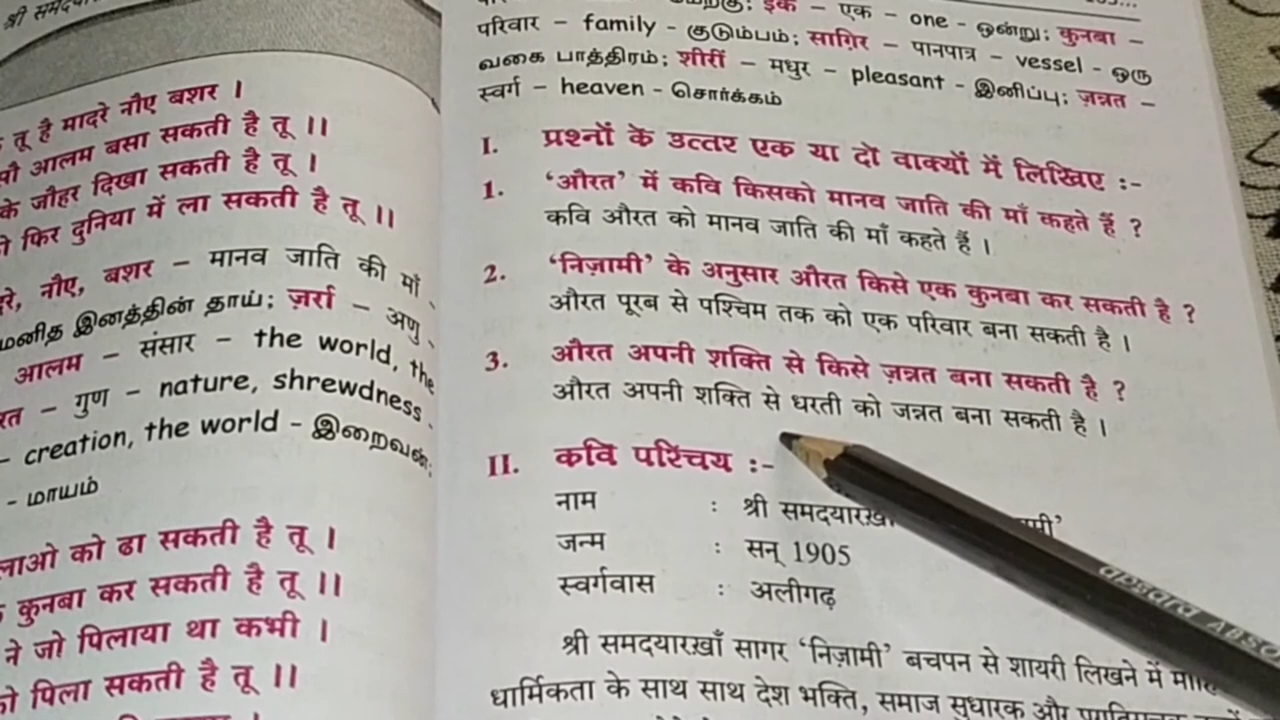 श्री
तू है मादरे नौए बशर ।
आलम बसा सकती है तू ।।
के जौहर दिखा सकती है तू ।
फिर दुनिया में ला सकती है तू ।।
नौए, बशर – मानव जाति की माँ -
மனித இனத்தின் தாய்; ज़र्रा – अणु -
आलम – संसार – the world, the
– गुण – nature, shrewdness -
– creation, the world - இறைவன்;
- மாயம்
को ढा सकती है तू ।
कुनबा कर सकती है तू ।।
ने जो पिलाया था कभी ।
पिला सकती है तू ।।
इक – एक – one - ஒன்று; कुनबा –
परिवार – family - குடும்பம்; साग़िर – पानपात्र – vessel - ஒரு
வகை பாத்திரம்; शीरीं – मधुर – pleasant - இனிப்பு; ज़न्नत –
स्वर्ग – heaven - சொர்க்கம்
I. प्रश्नों के उत्तर एक या दो वाक्यों में लिखिए :-
1. ‘औरत’ में कवि किसको मानव जाति की माँ कहते हैं ?
कवि औरत को मानव जाति की माँ कहते हैं ।
2. ‘निज़ामी’ के अनुसार औरत किसे एक कुनबा कर सकती है ?
औरत पूरब से पश्चिम तक को एक परिवार बना सकती है ।
3. औरत अपनी शक्ति से किसे ज़न्नत बना सकती है ?
औरत अपनी शक्ति से धरती को जन्नत बना सकती है ।
II. कवि परिचय :-
नाम : श्री समदयारख़ाँ
जन्म : सन् 1905
स्वर्गवास : अलीगढ़
श्री समदयारख़ाँ सागर ‘निज़ामी’ बचपन से शायरी लिखने में
धार्मिकता के साथ साथ देश भक्ति, समाज सुधारक और